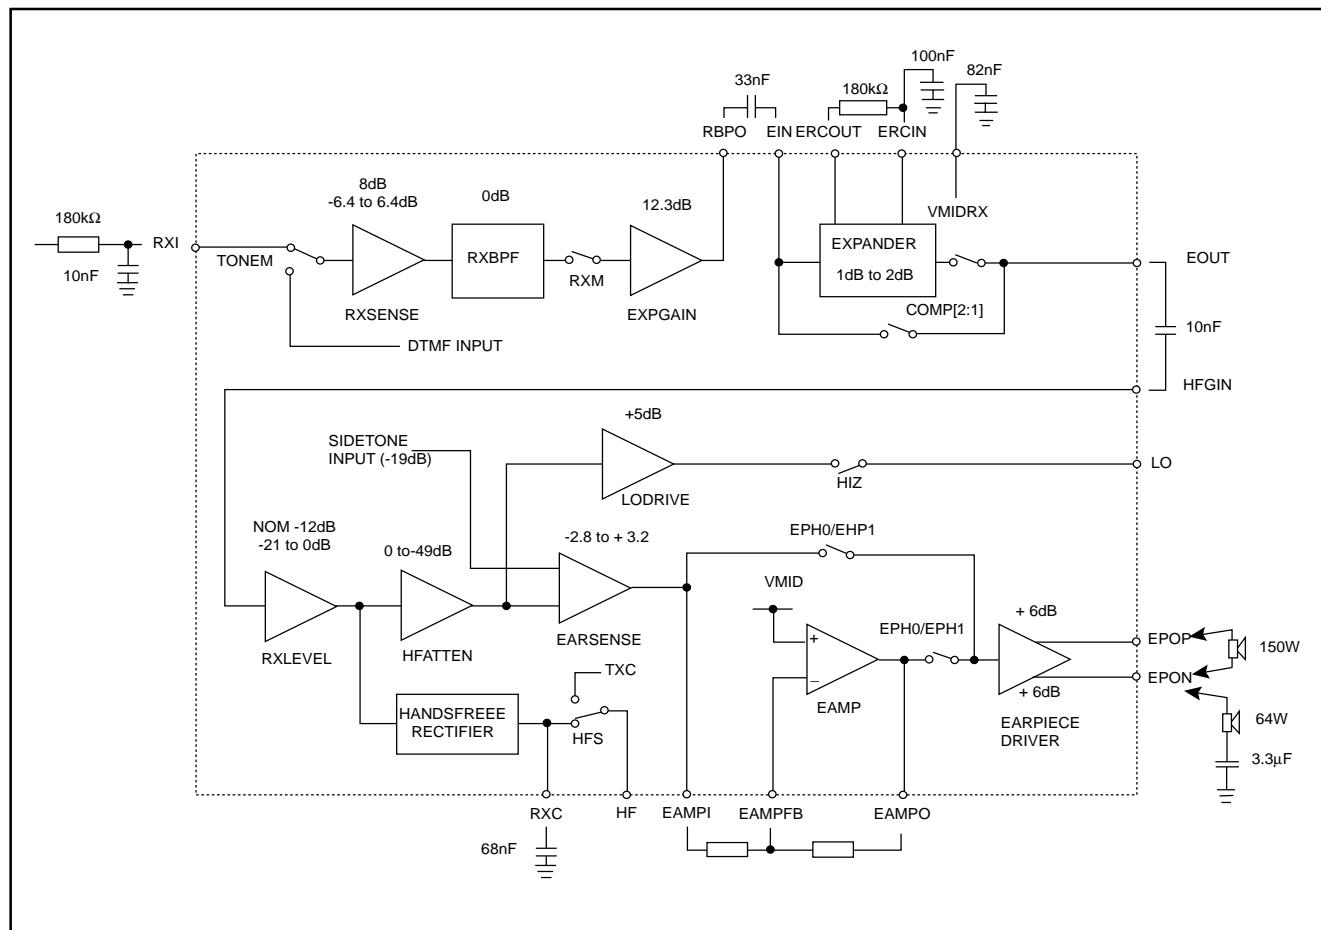 100nF
33nF
82nF
180kΩ
RBPO
EIN
ERCOUT
ERCIN
8dB
-6.4 to 6.4dB
0dB
12.3dB
VMIDRX
180kΩ
RXI
TONEM
RXBPF
RXM
EXPANDER
1dB to 2dB
EOUT
10nF
RXSENSE
EXPGAIN
COMP[2:1]
10nF
DTMF INPUT
HFGIN
+5dB
SIDETONE
INPUT (-19dB)
LO
HIZ
LODRIVE
NOM -12dB
-21 to 0dB
0 to-49dB
-2.8 to + 3.2
EPH0/EHP1
VMID
+ 6dB
EPH0/EPH1
+
EPOP
150W
EARSENSE
RXLEVEL
HFATTEN
TXC
−
EPON
+ 6dB
EAMP
HANDSFREEE
RECTIFIER
HFS
EARPIECE
DRIVER
64W
3.3µF
RXC
HF
EAMPI
EAMPFB
EAMPO
68nF